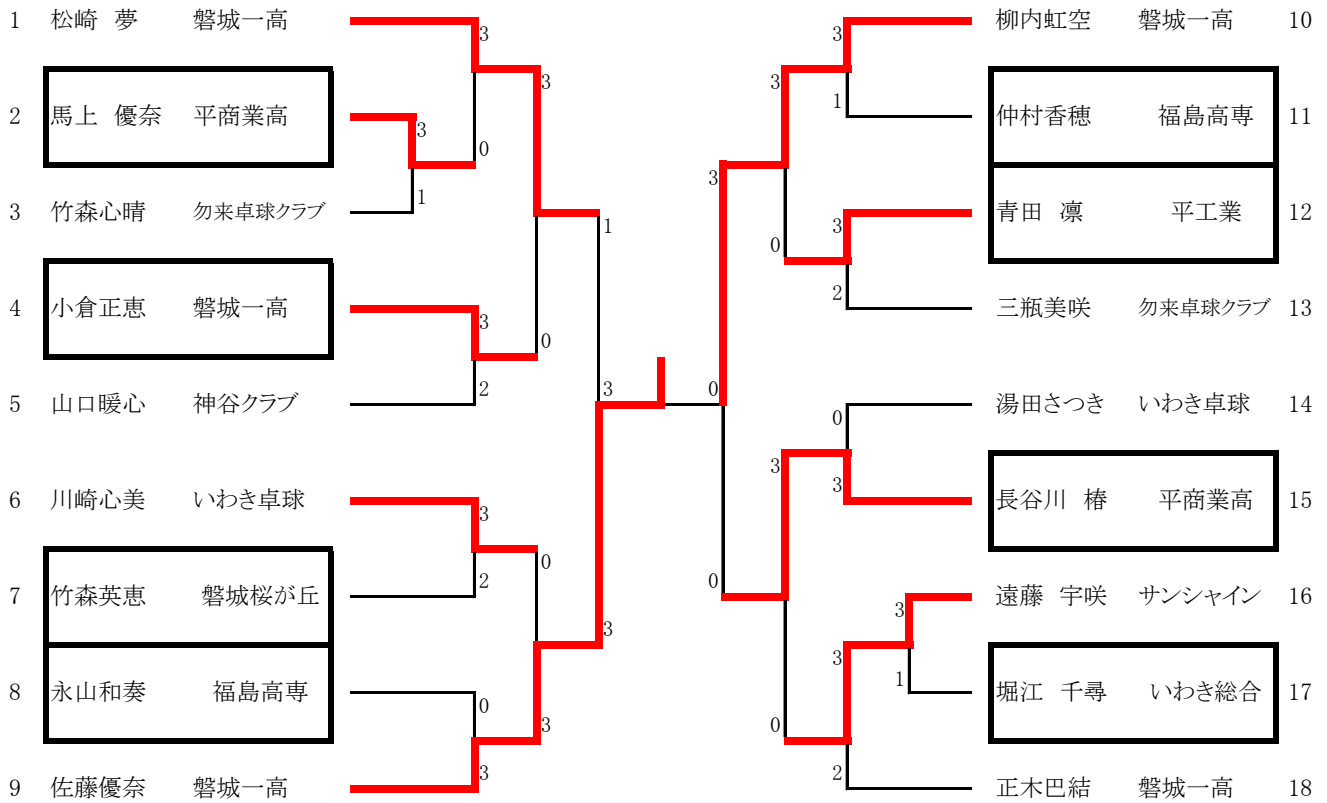 1 松崎 夢 磐城一高
2 馬上 優奈 平商業高
3 竹森心晴 勿来卓球クラブ
4 小倉正恵 磐城一高
5 山口暖心 神谷クラブ
6 川崎心美 いわき卓球
7 竹森英恵 磐城桜が丘
8 永山和奏 福島高専
9 佐藤優奈 磐城一高
3
3
3
0
1
1
3
0
2
3
3
0
2
3
0
3
3
3
3
1
3
3
0
2
0
0
3
3
0
3
3
1
0
2
柳内虹空 磐城一高 10
仲村香穂 福島高専 11
青田 凛 平工業 12
三瓶美咲 勿来卓球クラブ 13
湯田さつき いわき卓球 14
長谷川 椿 平商業高 15
遠藤 宇咲 サンシャイン 16
堀江 千尋 いわき総合 17
正木巴結 磐城一高 18